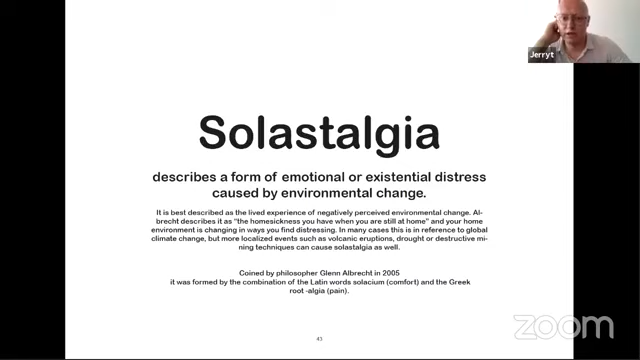 Jerryt
Solastalgia
describes a form of emotional or existential distress
caused by environmental change.
It is best described as the lived experience of negatively perceived environmental change. Al-
brecht describes it as "the homesickness you have when you are still at home" and your home
environment is changing in ways you find distressing. In many cases this is in reference to global
climate change, but more localized events such as volcanic eruptions, drought or destructive mi-
ning techniques can cause solastalgia as well.
Coined by philosopher Glenn Albrecht in 2005
it was formed by the combination of the Latin words solacium (comfort) and the Greek
root -algia (pain).
zoom
43